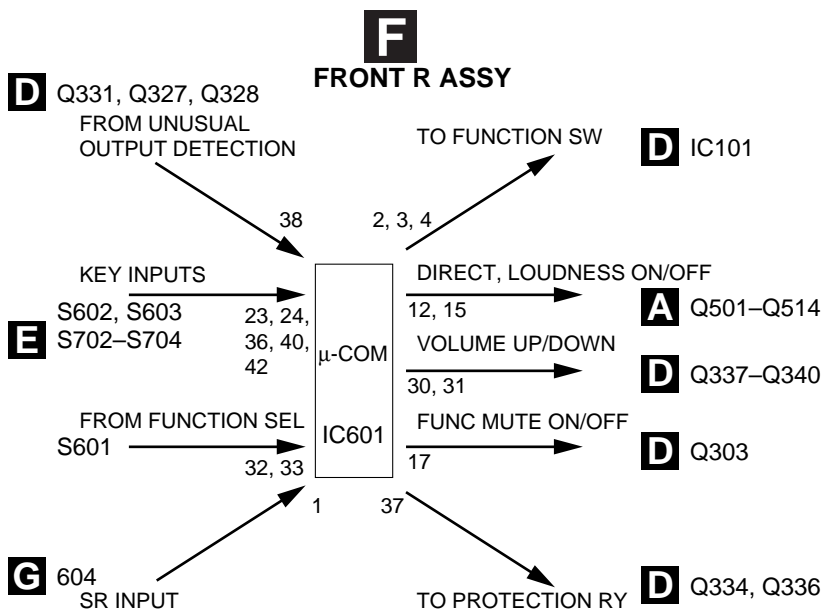 F
FRONT R ASSY
D Q331, Q327, Q328
FROM UNUSUAL
OUTPUT DETECTION
38
TO FUNCTION SW
D IC101
2, 3, 4
KEY INPUTS
S602, S603
E S702–S704
23, 24,
36, 40,
42
FROM FUNCTION SEL
S601
32, 33
G 604
SR INPUT
1
μ-COM
IC601
DIRECT, LOUDNESS ON/OFF
12, 15
A Q501–Q514
VOLUME UP/DOWN
30, 31
D Q337–Q340
FUNC MUTE ON/OFF
17
D Q303
37
TO PROTECTION RY
D Q334, Q336